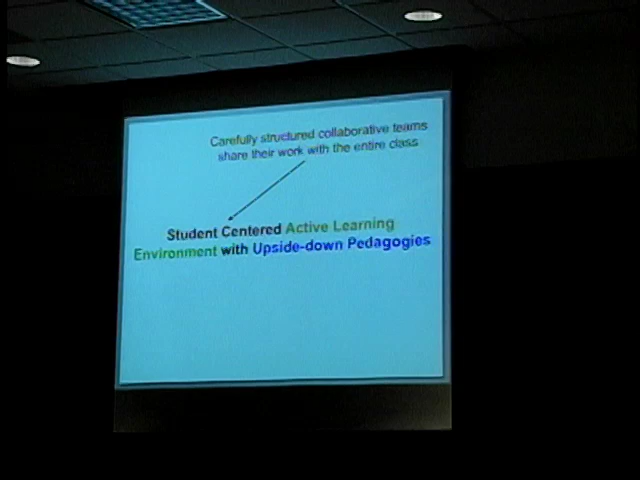 Carefully structured collaborative teams
share their work with the entire class
Student Centered Active Learning
Environment with Upside-down Pedagogies